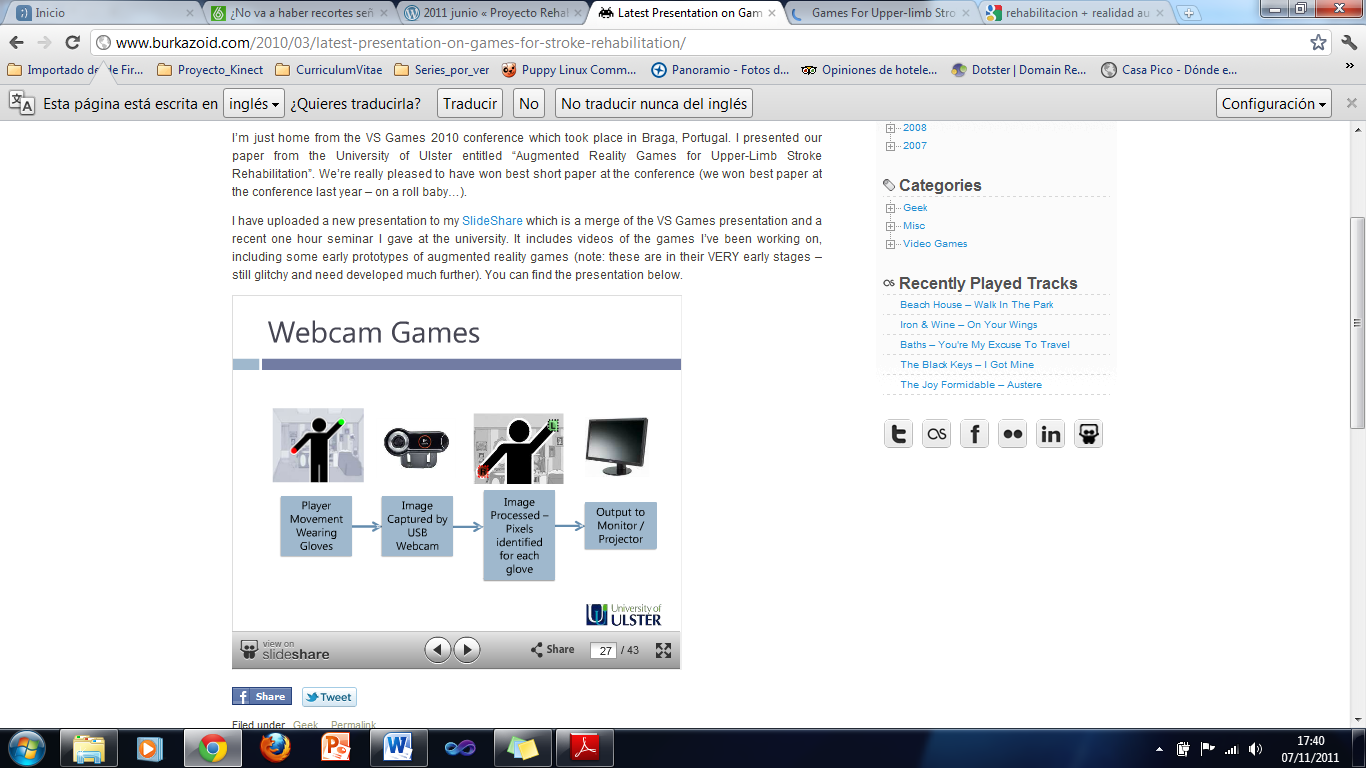 Inicio
¿No va a haber recortes señ
2011 junio « Proyecto Rehal
Latest Presentation on Gam
Games For Upper-limb Stro
rehabilitacion + realidad au
www.burkazoid.com/2010/03/latest-presentation-on-games-for-stroke-rehabilitation/
Importado de
de Fir...
Proyecto_Kinect
CurriculumVitae
Series_por_ver
Puppy Linux Comm...
Panoramio - Fotos d...
Opiniones de hotele...
Dotster | Domain Re...
Casa Pico - Dónde e...
Esta página está escrita en
inglés
¿Quieres traducirla?
Traducir
No
No traducir nunca del inglés
Configuración
I'm just home from the VS Games 2010 conference which took place in Braga, Portugal. I presented our
paper from the University of Ulster entitled “Augmented Reality Games for Upper-Limb Stroke
Rehabilitation”. We're really pleased to have won best short paper at the conference (we won best paper at
the conference last year – on a roll baby…).
I have uploaded a new presentation to my SlideShare which is a merge of the VS Games presentation and a
recent one hour seminar I gave at the university. It includes videos of the games I've been working on,
including some early prototypes of augmented reality games (note: these are in their VERY early stages –
still glitchy and need developed much further). You can find the presentation below.
Webcam Games
Player
Movement
Wearing
Gloves
Image
Captured by
USB
Webcam
Image
Processed –
Pixels
identified
for each
glove
Output to
Monitor /
Projector
University of
ULSTER
view on
slideshare
Share
27
/ 43
Share
Tweet
Filed under
Geek
Permalink
2008
2007
Categories
Geek
Misc
Video Games
Recently Played Tracks
Beach House – Walk In The Park
Iron & Wine – On Your Wings
Baths – You're My Excuse To Travel
The Black Keys – I Got Mine
The Joy Formidable – Austere
17:40
07/11/2011